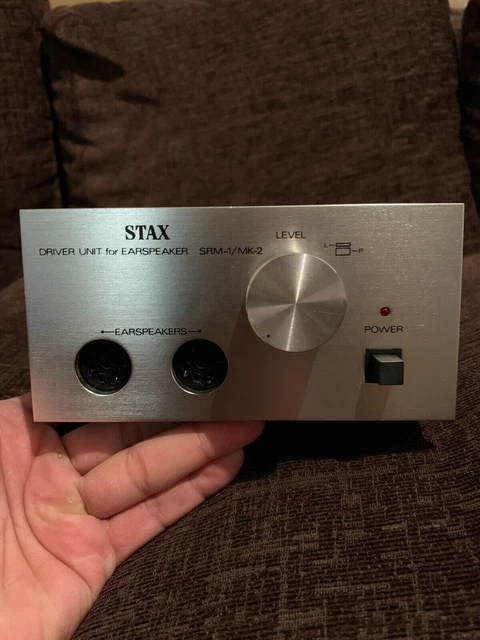 STAX
DRIVER UNIT for EARSPEAKER SRM-1/MK-2
LEVEL
L
R
EARSPEAKERS
POWER